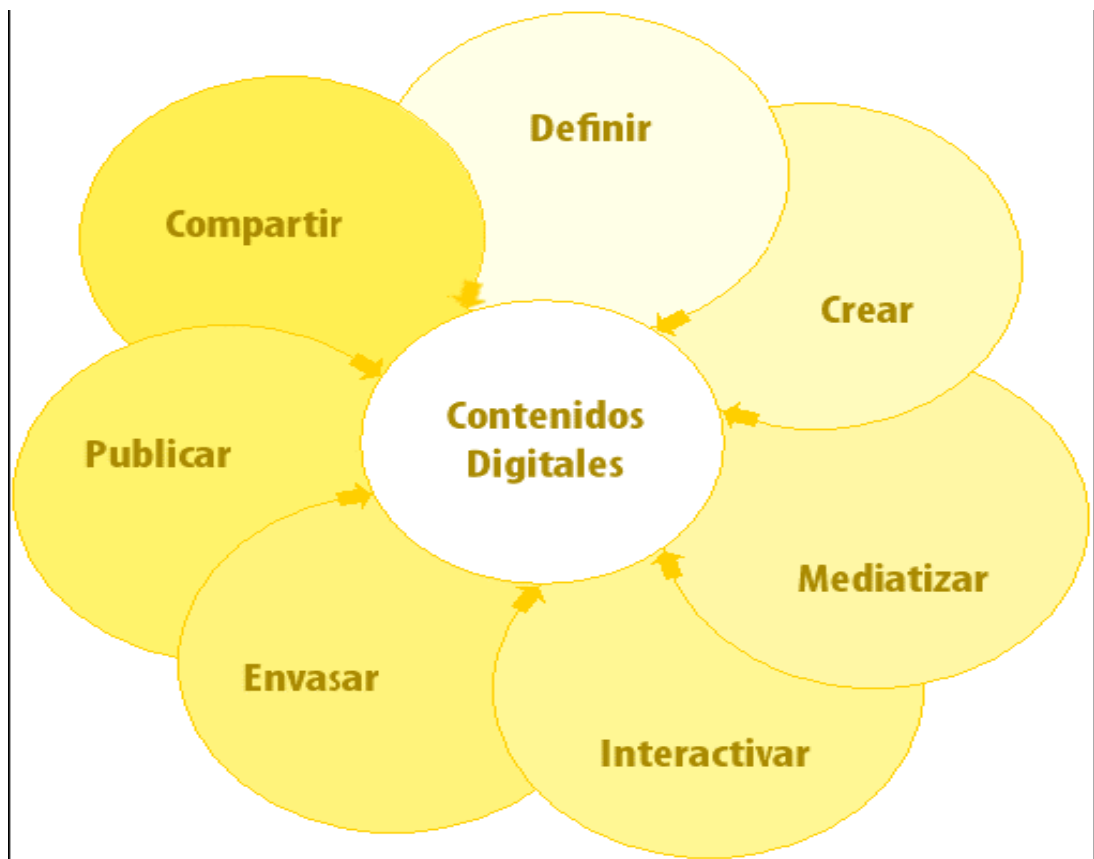 Definir
Compartir
Crear
Contenidos
Digitales
Publicar
Mediatizar
Envasar
Interactivar